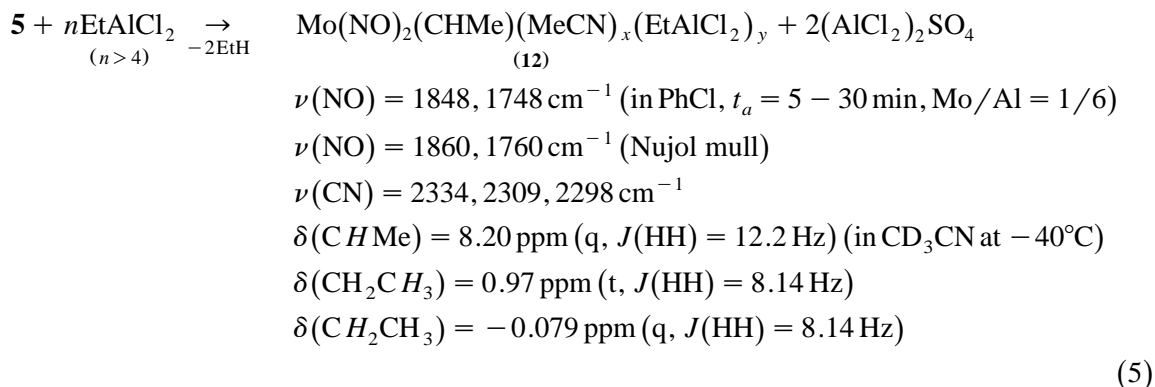 5 + nEtAlCl₂ → Mo(NO)₂(CHMe)(MeCN)ₓ(EtAlCl₂)ᵧ + 2(AlCl₂)₂SO₄
(n > 4) −2EtH (12)
ν(NO) = 1848, 1748 cm⁻¹ (in PhCl, tₐ = 5 − 30 min, Mo/Al = 1/6)
ν(NO) = 1860, 1760 cm⁻¹ (Nujol mull)
ν(CN) = 2334, 2309, 2298 cm⁻¹
δ(CHMe) = 8.20 ppm (q, J(HH) = 12.2 Hz) (in CD₃CN at −40°C)
δ(CH₂CH₃) = 0.97 ppm (t, J(HH) = 8.14 Hz)
δ(CH₂CH₃) = −0.079 ppm (q, J(HH) = 8.14 Hz)
(5)